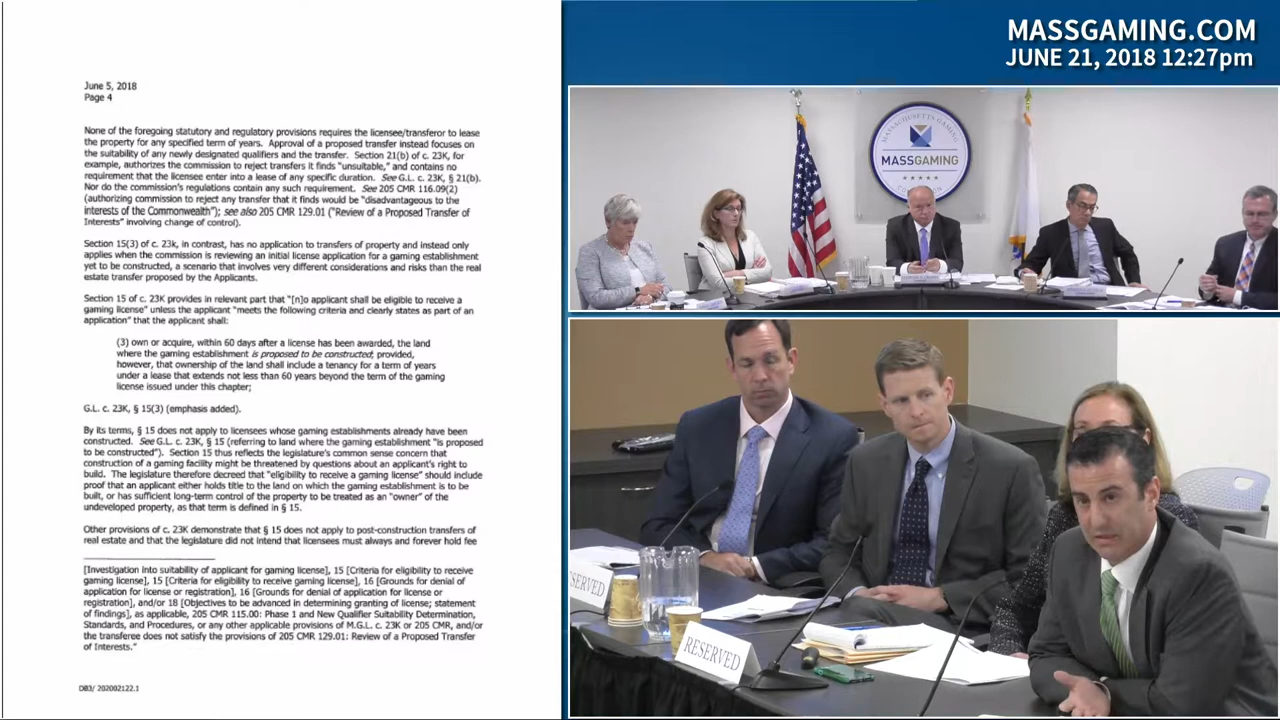 June 5, 2018
Page 4
None of the foregoing statutory and regulatory provisions requires the licensee/transferor to lease
the property for any specified term of years. Approval of a proposed transfer instead focuses on
the suitability of any newly designated qualifiers and the transfer. Section 21(b) of c. 23K, for
example, authorizes the commission to reject transfers it finds "unsuitable," and contains no
requirement that the licensee enter into a lease of any specific duration. See G.L. c. 23K, § 21(b).
Nor do the commission's regulations contain any such requirement. See 205 CMR 116.09(2)
(authorizing commission to reject any transfer that it finds would be "disadvantageous to the
interests of the Commonwealth"); see also 205 CMR 129.01 ("Review of a Proposed Transfer of
Interests" involving change of control).
Section 15(3) of c. 23k, in contrast, has no application to transfers of property and instead only
applies when the commission is reviewing an initial license application for a gaming establishment
yet to be constructed, a scenario that involves very different considerations and risks than the real
estate transfer proposed by the Applicants.
Section 15 of c. 23K provides in relevant part that "[n]o applicant shall be eligible to receive a
gaming license" unless the applicant "meets the following criteria and clearly states as part of an
application" that the applicant shall:
(3) own or acquire, within 60 days after a license has been awarded, the land
where the gaming establishment is proposed to be constructed; provided,
however, that ownership of the land shall include a tenancy for a term of years
under a lease that extends not less than 60 years beyond the term of the gaming
license issued under this chapter;
G.L. c. 23K, § 15(3) (emphasis added).
By its terms, § 15 does not apply to licensees whose gaming establishments already have been
constructed. See G.L. c. 23K, § 15 (referring to land where the gaming establishment "is proposed
to be constructed"). Section 15 thus reflects the legislature's common sense concern that
construction of a gaming facility might be threatened by questions about an applicant's right to
build. The legislature therefore decreed that "eligibility to receive a gaming license" should include
proof that an applicant either holds title to the land on which the gaming establishment is to be
built, or has sufficient long-term control of the property to be treated as an "owner" of the
undeveloped property, as that term is defined in § 15.
Other provisions of c. 23K demonstrate that § 15 does not apply to post-construction transfers of
real estate and that the legislature did not intend that licensees must always and forever hold fee
[Investigation into suitability of applicant for gaming license], 15 [Criteria for eligibility to receive
gaming license], 15 [Criteria for eligibility to receive gaming license], 16 [Grounds for denial of
application for license or registration], 16 [Grounds for denial of application for license or
registration], and/or 18 [Objectives to be advanced in determining granting of license; statement
of findings], as applicable, 205 CMR 115.00: Phase 1 and New Qualifier Suitability Determination,
Standards, and Procedures, or any other applicable provisions of M.G.L. c. 23K or 205 CMR, and/or
the transferee does not satisfy the provisions of 205 CMR 129.01: Review of a Proposed Transfer
of Interests."
DB3/ 202002122.1
MASSGAMING.COM
JUNE 21, 2018 12:27pm
MASSACHUSETTS GAMING
MASSGAMING
RESERVED
RESERVED